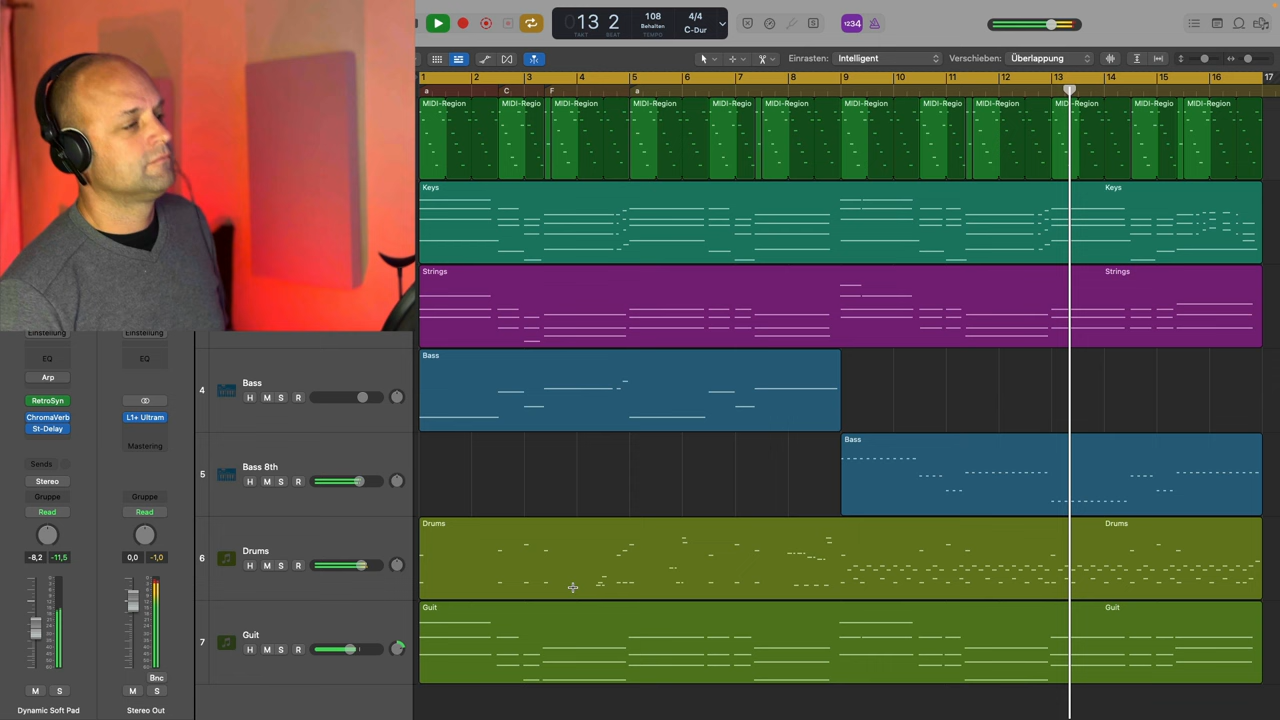 13 2
TAKT BEAT
108
Behalten
TEMPO
4/4
C-Dur
1234
Einrasten: Intelligent
Verschieben: Überlappung
1 2 3 4 5 6 7 8 9 10 11 12 13 14 15 16 17
a C F a
MIDI-Region MIDI-Region MIDI-Region MIDI-Region MIDI-Region MIDI-Region MIDI-Region MIDI-Region MIDI-Region MIDI-Region MIDI-Region MIDI-Region
Keys Keys
Strings Strings
Einstellung Einstellung
EQ EQ
Arp
RetroSyn
ChromaVerb L1+ Ultram
St-Delay
Mastering
Sends
Stereo
Gruppe Gruppe
Read Read
-8,2 -11,5 0,0 -1,0
Bnc
M S M S
Dynamic Soft Pad Stereo Out
4 Bass
H M S R
Bass
5 Bass 8th
H M S R
Bass
6 Drums
H M S R
Drums Drums
7 Guit
H M S R
Guit Guit